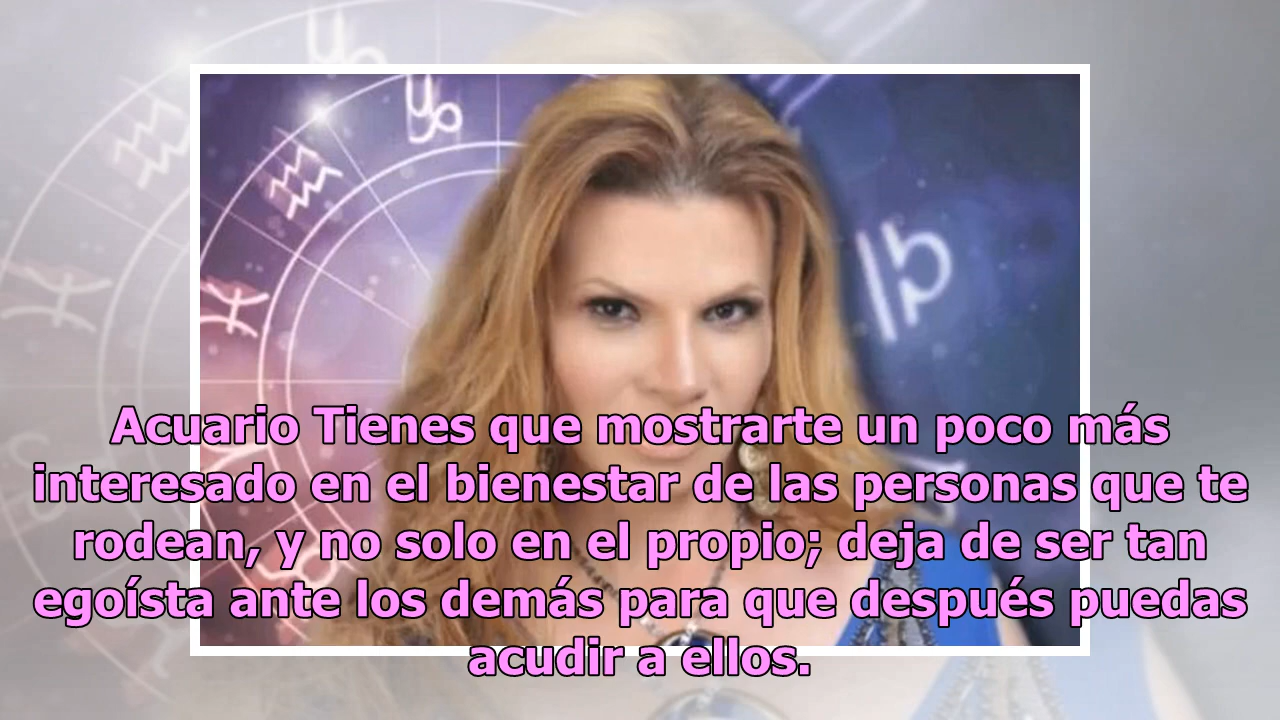 Acuario Tienes que mostrarte un poco más
interesado en el bienestar de las personas que te
rodean, y no solo en el propio; deja de ser tan
egoísta ante los demás para que después puedas
acudir a ellos.